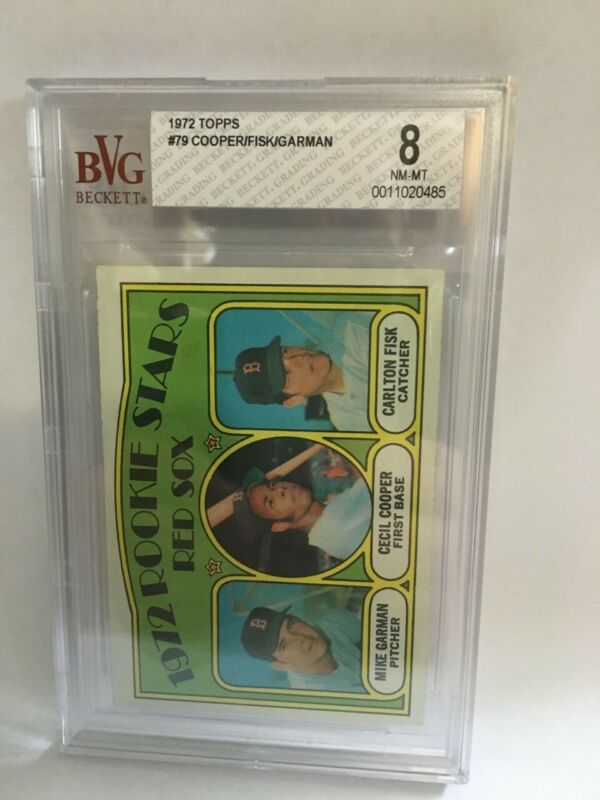 1972 TOPPS
#79 COOPER/FISK/GARMAN
8
NM-MT
0011020485
BVG
BECKETT®
1972 ROOKIE STARS
RED SOX
MIKE GARMAN
PITCHER
CECIL COOPER
FIRST BASE
CARLTON FISK
CATCHER
B
B
B